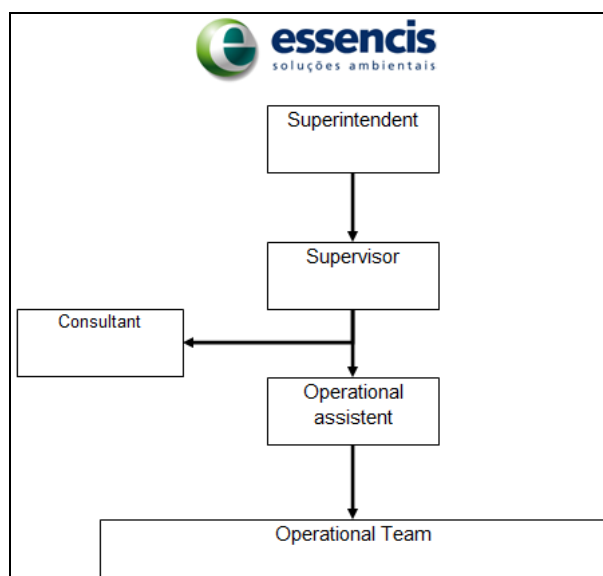 e essencis
soluções ambientais
Superintendent
Supervisor
Consultant
Operational
assistent
Operational Team